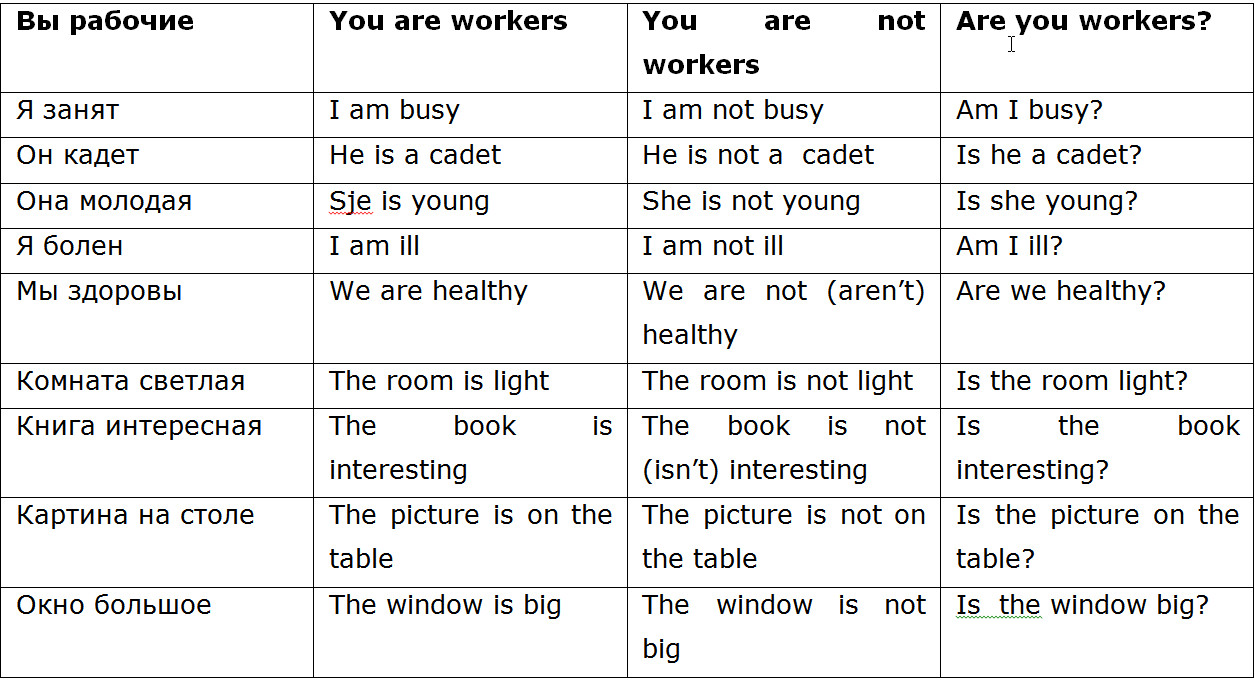 Вы рабочие
You are workers
You are not
workers
Are you workers?
Я занят
I am busy
I am not busy
Am I busy?
Он кадет
He is a cadet
He is not a  cadet
Is he a cadet?
Она молодая
Sje is young
She is not young
Is she young?
Я болен
I am ill
I am not ill
Am I ill?
Мы здоровы
We are healthy
We are not (aren’t)
healthy
Are we healthy?
Комната светлая
The room is light
The room is not light
Is the room light?
Книга интересная
The book is
interesting
The book is not
(isn’t) interesting
Is the book
interesting?
Картина на столе
The picture is on the
table
The picture is not on
the table
Is the picture on the
table?
Окно большое
The window is big
The window is not
big
Is  the window big?